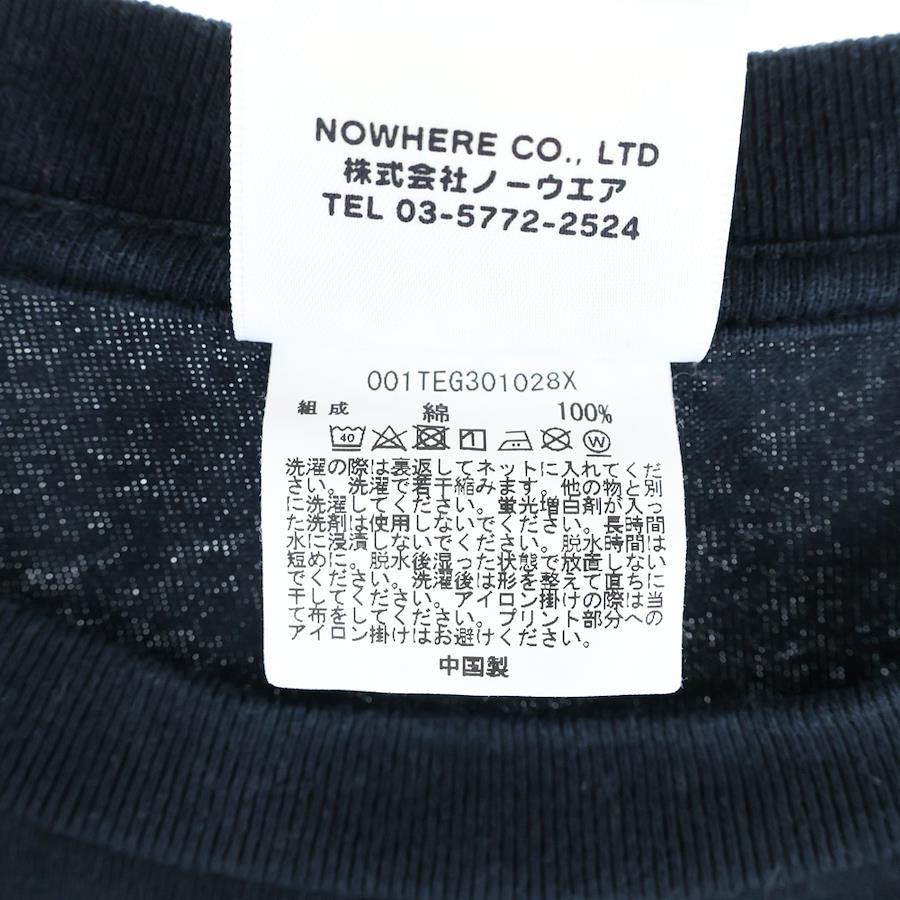 NOWHERE CO., LTD
株式会社ノーウエア
TEL 03-5772-2524
001TEG301028X
組成 綿 100%
40 W
洗濯の際は裏返してネットに入れてくだ
さい。洗濯で若干縮みます。他の物と別
に洗濯してください。蛍光増白剤が入っ
た洗剤は使用しないでください。長時間
水に浸漬しないでください。脱水時間は
短めに。脱水後湿った状態で放置しない
でください。洗濯後は形を整えて直ちに
干してください。アイロン掛けの際は当
て布をしてください。プリント部分への
アイロン掛けはお避けください。
中国製